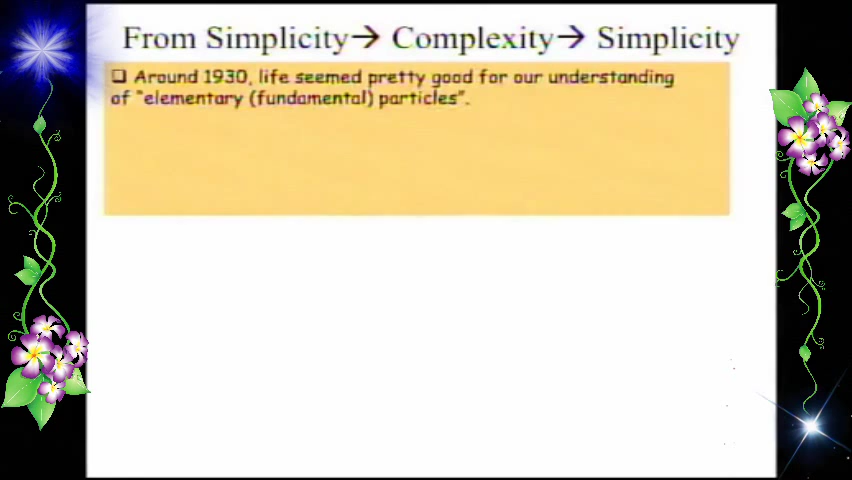 From Simplicity→ Complexity→ Simplicity
❑ Around 1930, life seemed pretty good for our understanding
of “elementary (fundamental) particles”.